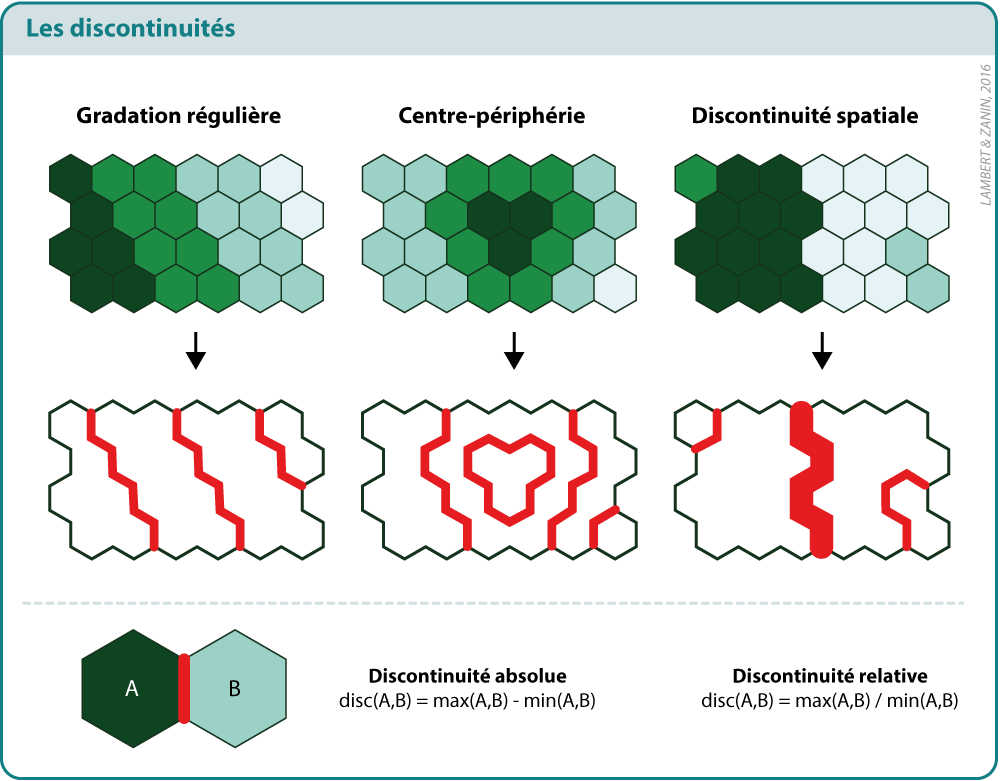 Les discontinuités
LAMBERT & ZANIN, 2016
Gradation régulière
Centre-périphérie
Discontinuité spatiale
A
B
Discontinuité absolue
disc(A,B) = max(A,B) - min(A,B)
Discontinuité relative
disc(A,B) = max(A,B) / min(A,B)